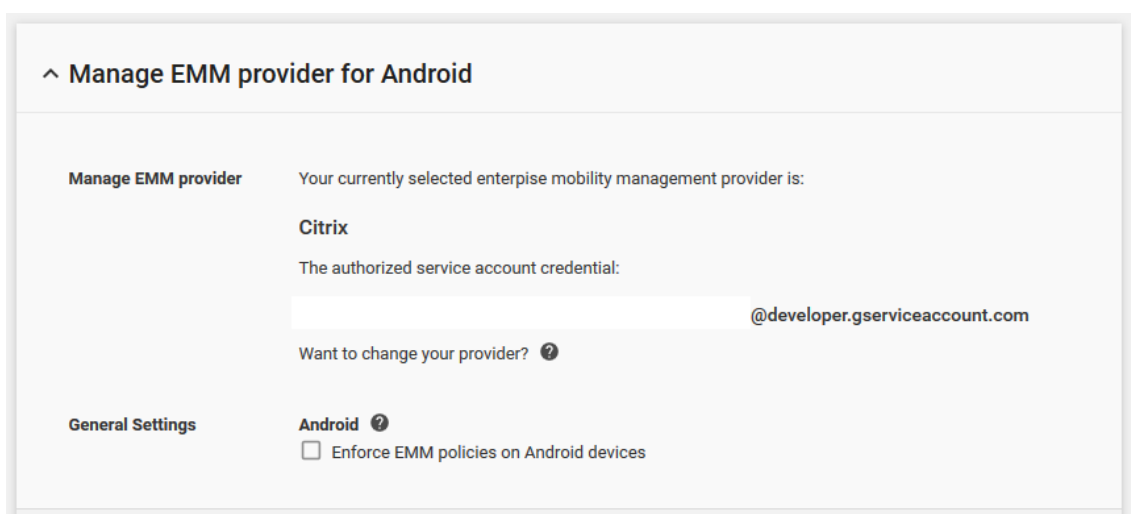 Manage EMM provider for Android
Manage EMM provider
Your currently selected enterpise mobility management provider is:
Citrix
The authorized service account credential:
@developer.gserviceaccount.com
Want to change your provider?
General Settings
Android
Enforce EMM policies on Android devices